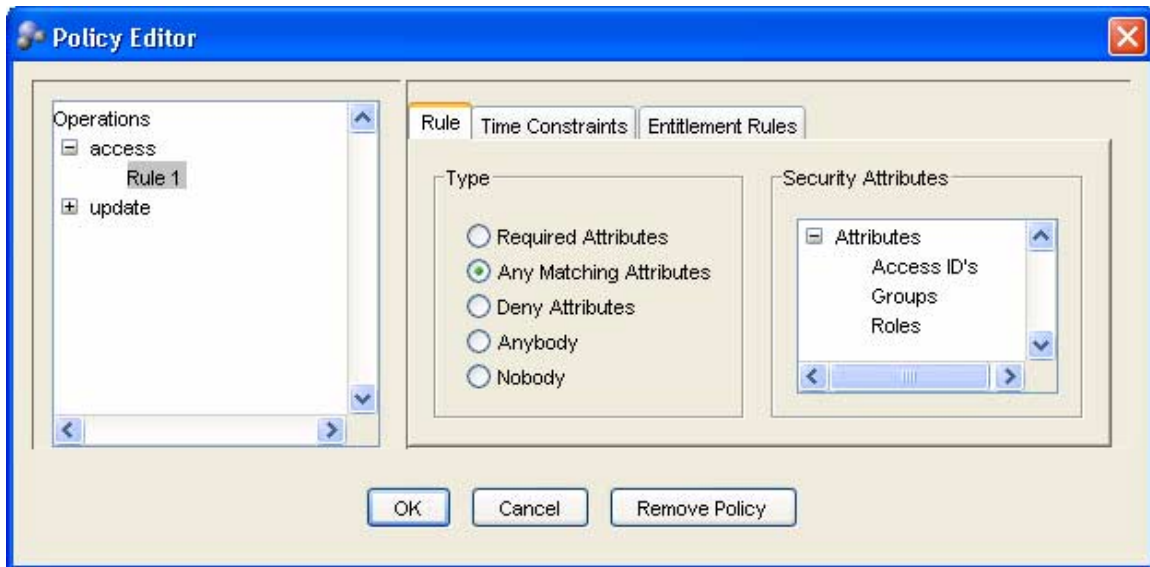 Policy Editor
Operations
access
Rule 1
update
Rule
Time Constraints
Entitlement Rules
Type
Required Attributes
Any Matching Attributes
Deny Attributes
Anybody
Nobody
Security Attributes
Attributes
Access ID's
Groups
Roles
OK
Cancel
Remove Policy